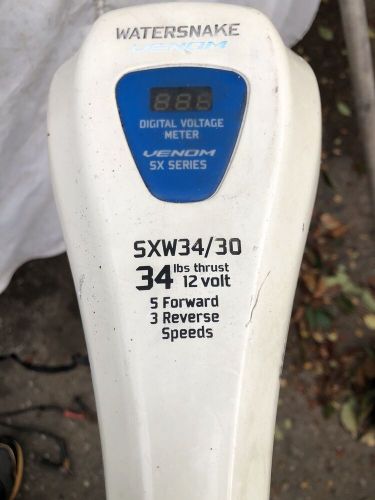 WATERSNAKE
VENOM
DIGITAL VOLTAGE
METER
VENOM
SX SERIES
SXW34/30
34 lbs thrust
12 volt
5 Forward
3 Reverse
Speeds